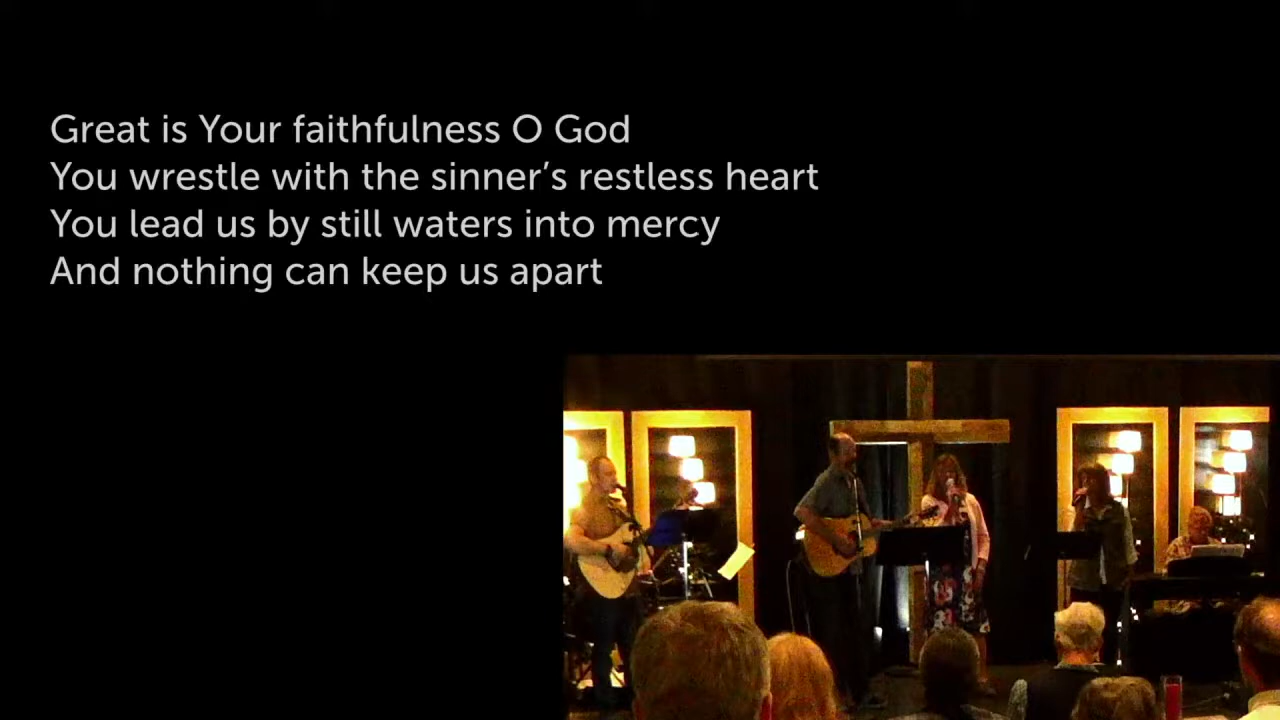 Great is Your faithfulness O God
You wrestle with the sinner’s restless heart
You lead us by still waters into mercy
And nothing can keep us apart